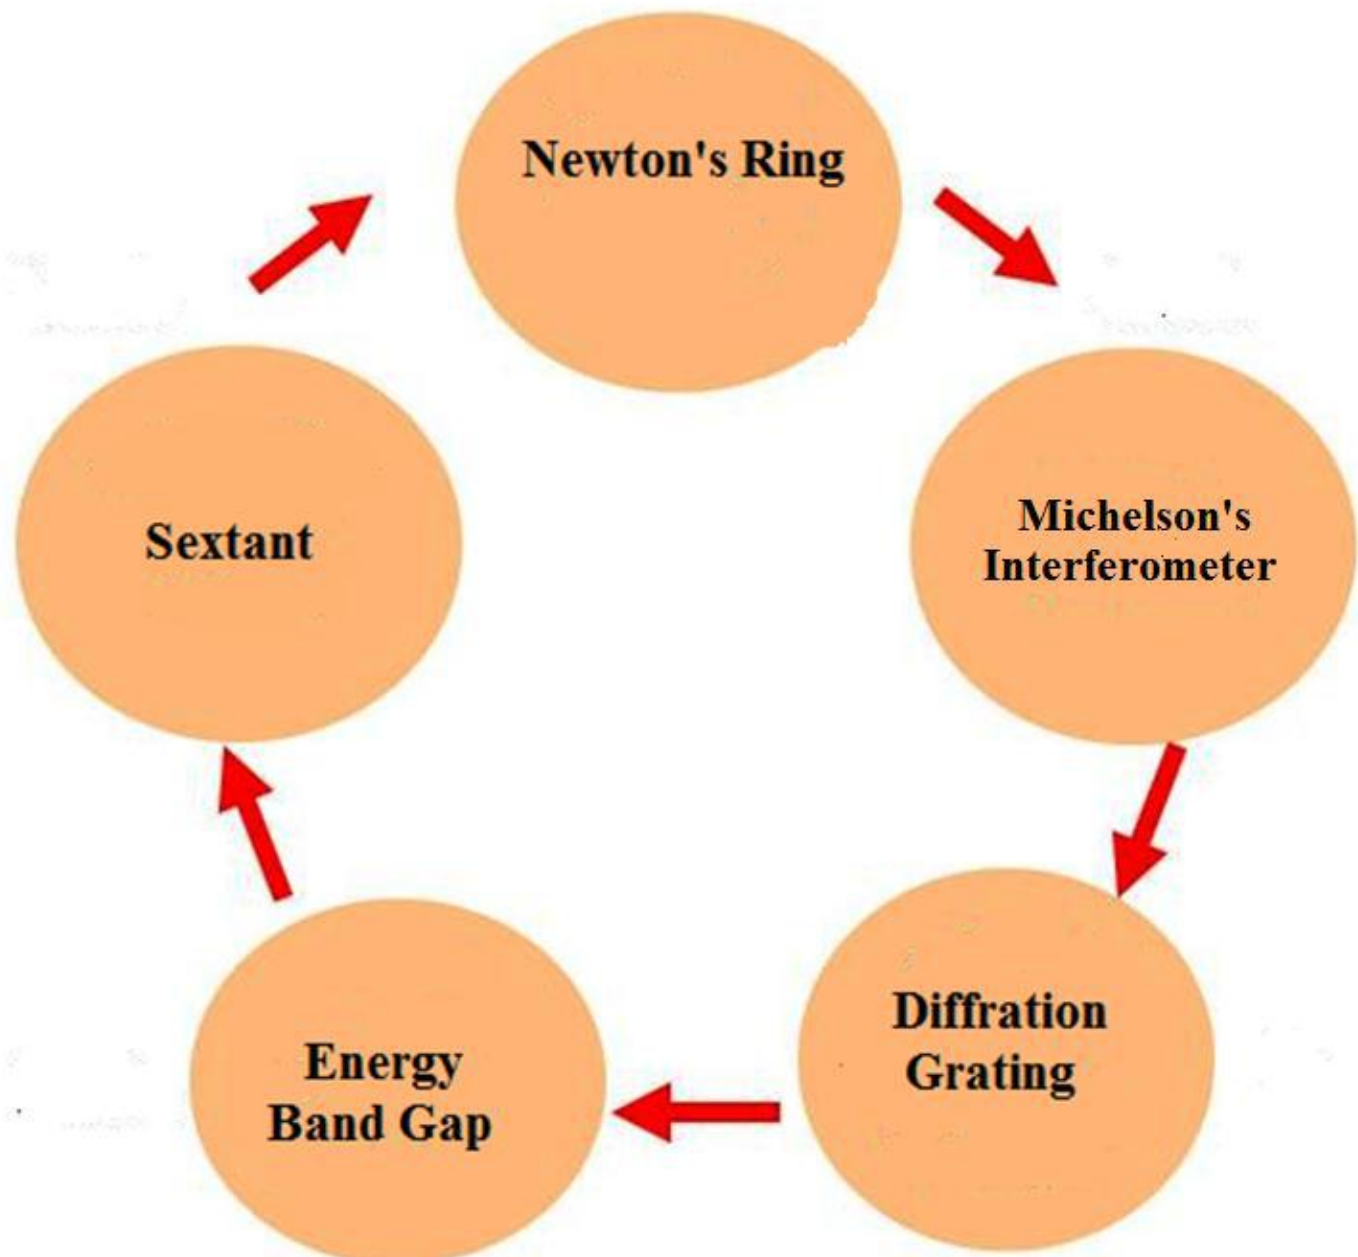 Newton's Ring
Michelson's
Interferometer
Diffration
Grating
Energy
Band Gap
Sextant